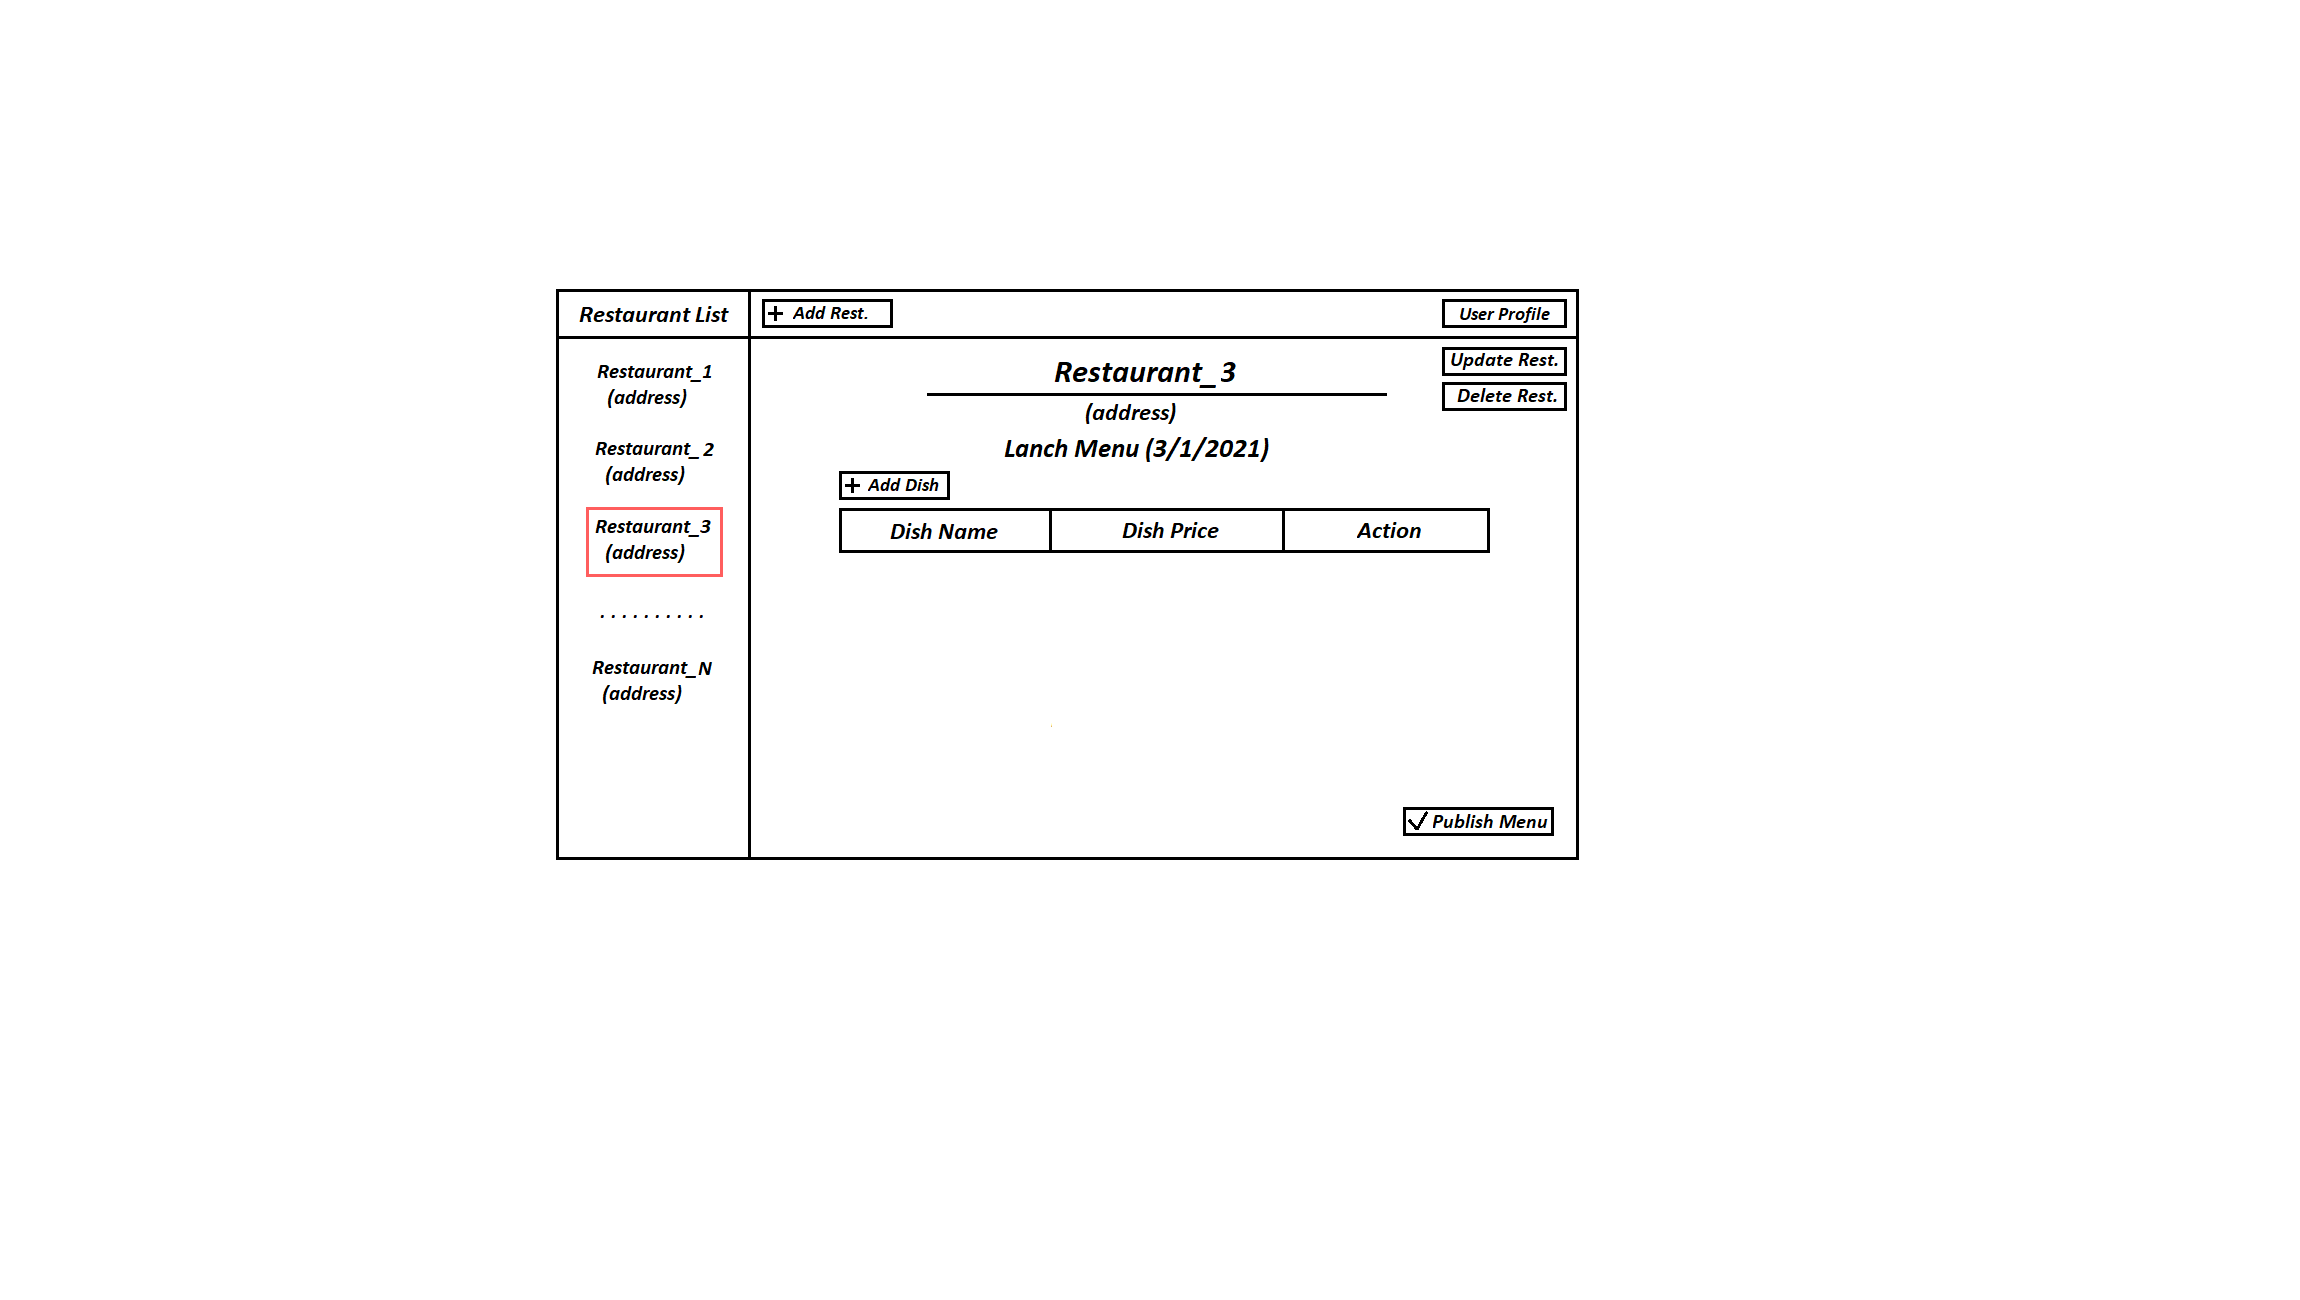 Restaurant List
+ Add Rest.
User Profile
Restaurant_1
(address)
Restaurant_2
(address)
Restaurant_3
(address)
. . . . . . . . . .
Restaurant_N
(address)
Restaurant_3
(address)
Lanch Menu (3/1/2021)
Update Rest.
Delete Rest.
+ Add Dish
Dish Name
Dish Price
Action
✓ Publish Menu